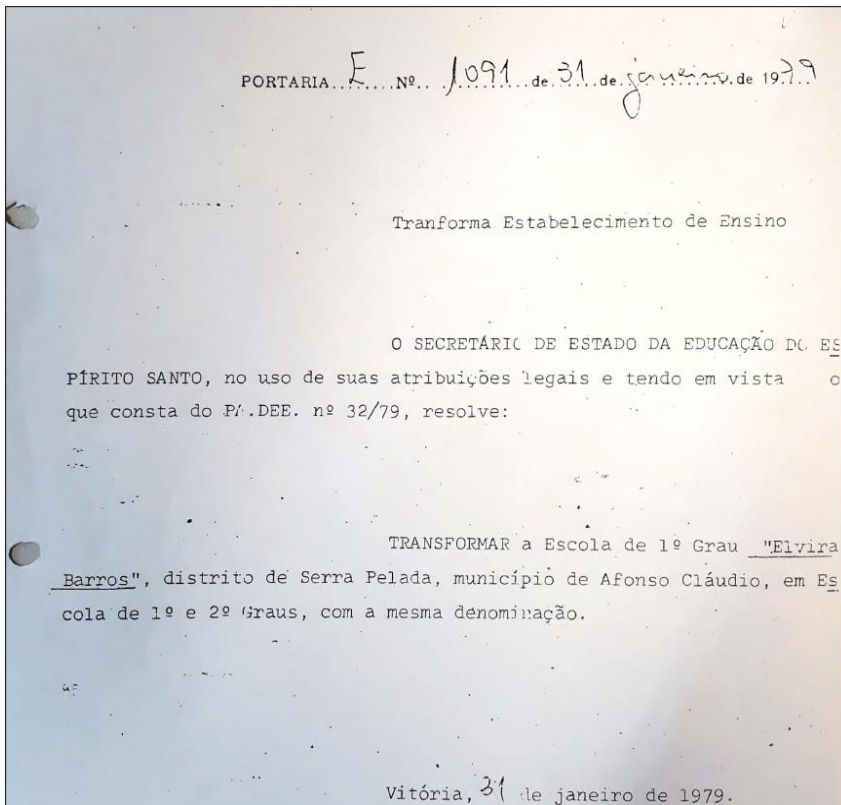 PORTARIA..E....Nº...1091...de.31.de.janeiro.de 1979
Tranforma Estabelecimento de Ensino
O SECRETÁRIO DE ESTADO DA EDUCAÇÃO DO ES
PÍRITO SANTO, no uso de suas atribuições legais e tendo em vista o
que consta do DEE. nº 32/79, resolve:
TRANSFORMAR a Escola de 1º Grau "Elvira
Barros", distrito de Serra Pelada, município de Afonso Cláudio, em Es
cola de 1º e 2º Graus, com a mesma denominação.
Vitória, 31 de janeiro de 1979.